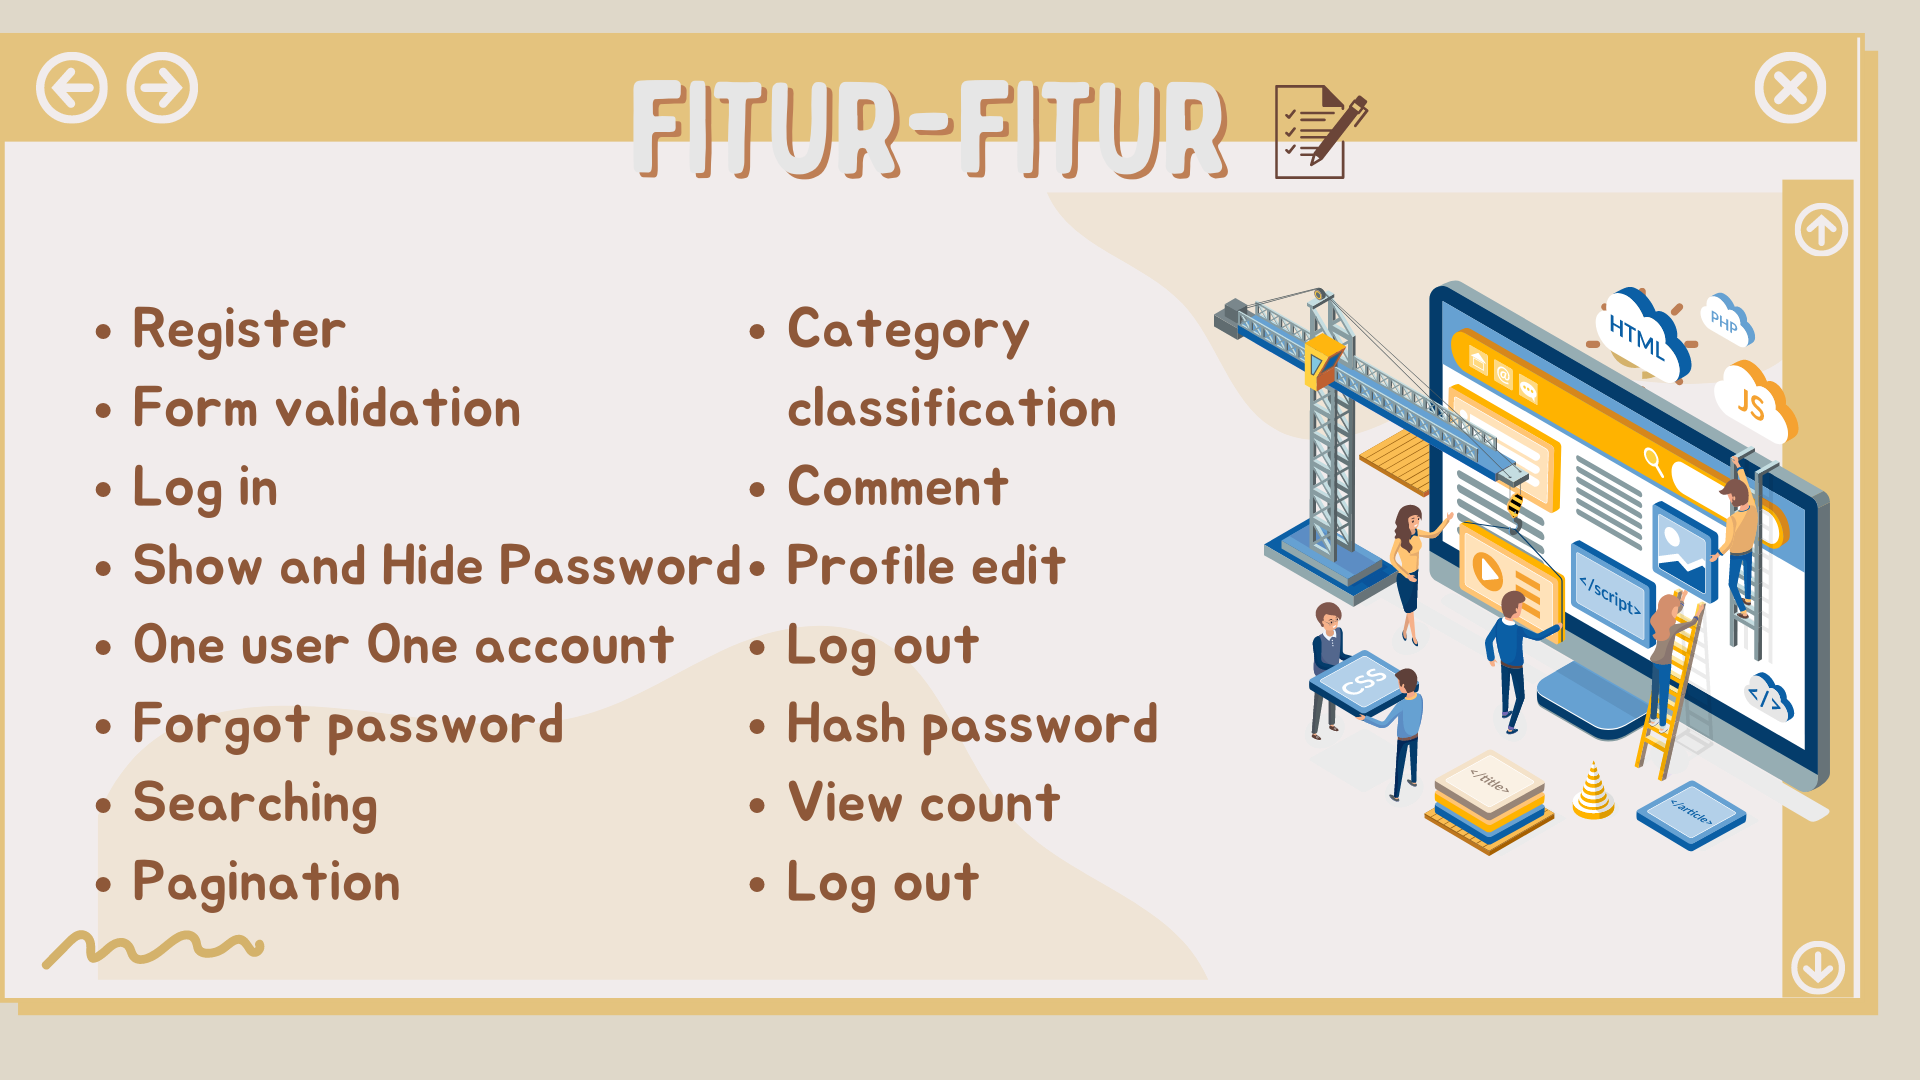 FITUR-FITUR
• Register
• Form validation
• Log in
• Show and Hide Password
• One user One account
• Forgot password
• Searching
• Pagination
• Category
classification
• Comment
• Profile edit
• Log out
• Hash password
• View count
• Log out
HTML
PHP
JS
@
</script>
CSS
</>
</title>
</article>